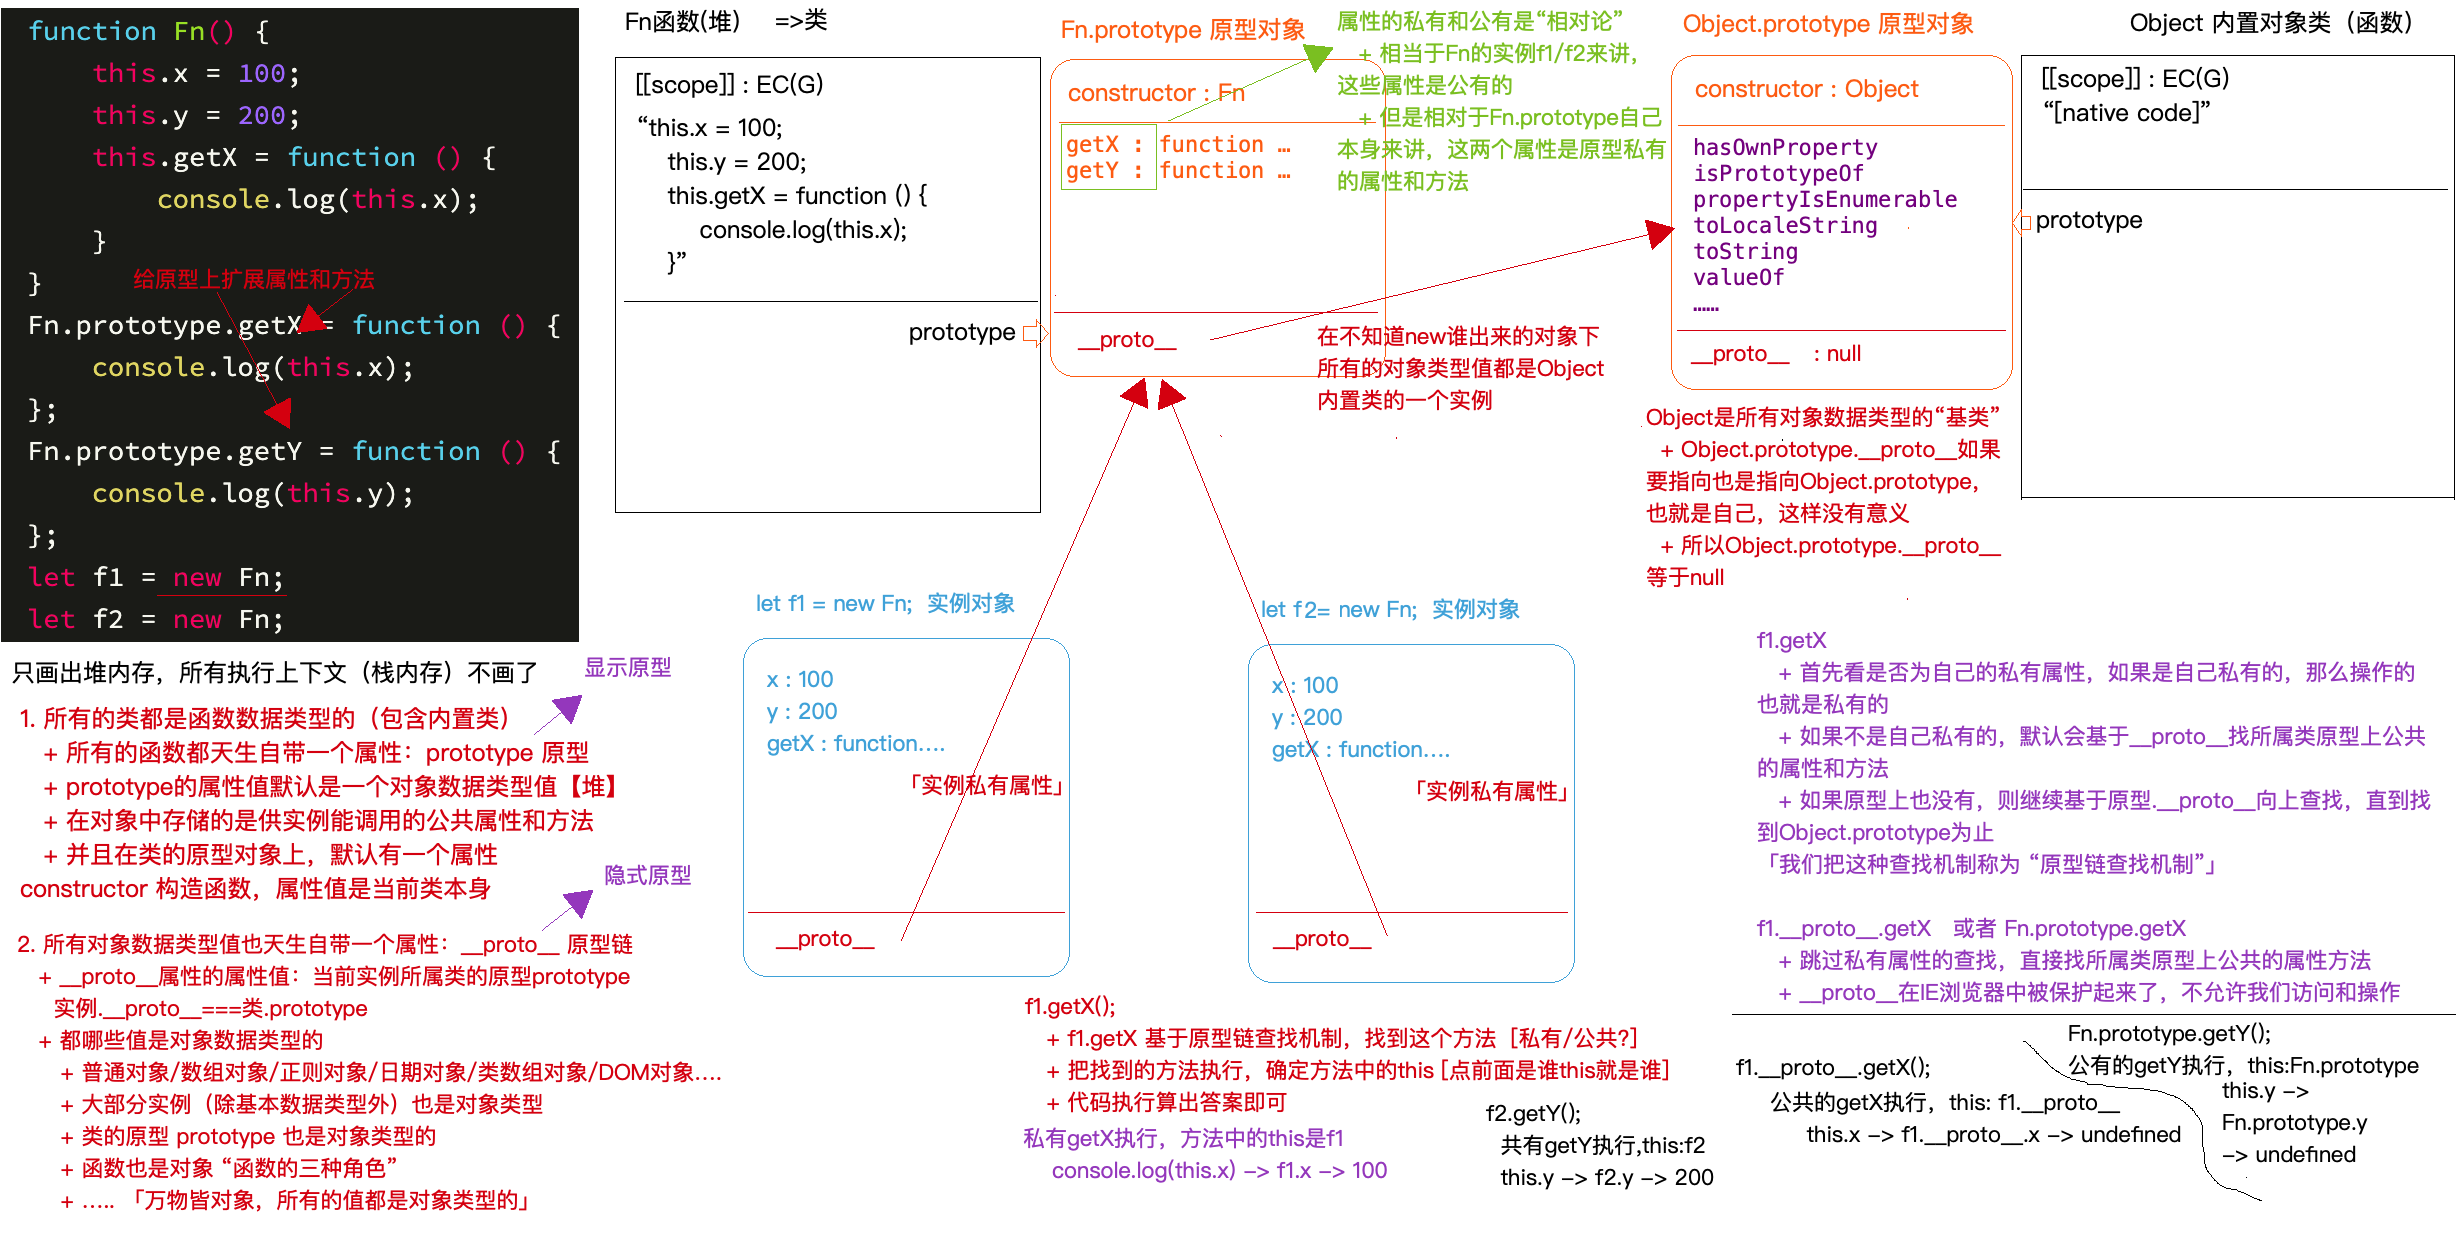 function Fn() {
this.x = 100;
this.y = 200;
this.getX = function () {
console.log(this.x);
}
}
给原型上扩展属性和方法
Fn.prototype.getX = function () {
console.log(this.x);
};
Fn.prototype.getY = function () {
console.log(this.y);
};
let f1 = new Fn;
let f2 = new Fn;
只画出堆内存，所有执行上下文（栈内存）不画了
显示原型
1. 所有的类都是函数数据类型的（包含内置类）
+ 所有的函数都天生自带一个属性：prototype 原型
+ prototype的属性值默认是一个对象数据类型值【堆】
+ 在对象中存储的是供实例能调用的公共属性和方法
+ 并且在类的原型对象上，默认有一个属性
constructor 构造函数，属性值是当前类本身
隐式原型
2. 所有对象数据类型值也天生自带一个属性：__proto__ 原型链
+ __proto__属性的属性值：当前实例所属类的原型prototype
实例.__proto__===类.prototype
+ 都哪些值是对象数据类型的
+ 普通对象/数组对象/正则对象/日期对象/类数组对象/DOM对象....
+ 大部分实例（除基本数据类型外）也是对象类型
+ 类的原型 prototype 也是对象类型的
+ 函数也是对象 “函数的三种角色”
+ ..... 「万物皆对象，所有的值都是对象类型的」
Fn函数(堆)   =>类
[[scope]] : EC(G)
“this.x = 100;
this.y = 200;
this.getX = function () {
console.log(this.x);
}”
prototype
Fn.prototype 原型对象
constructor : Fn
getX : function …
getY : function …
__proto__
属性的私有和公有是“相对论”
+ 相当于Fn的实例f1/f2来讲，
这些属性是公有的
+ 但是相对于Fn.prototype自己
本身来讲，这两个属性是原型私有
的属性和方法
在不知道new谁出来的对象下
所有的对象类型值都是Object
内置类的一个实例
Object.prototype 原型对象
constructor : Object
hasOwnProperty
isPrototypeOf
propertyIsEnumerable
toLocaleString
toString
valueOf
……
__proto__   : null
Object 内置对象类（函数）
[[scope]] : EC(G)
“[native code]”
prototype
Object是所有对象数据类型的“基类”
+ Object.prototype.__proto__如果
要指向也是指向Object.prototype，
也就是自己，这样没有意义
+ 所以Object.prototype.__proto__
等于null
let f1 = new Fn;  实例对象
x : 100
y : 200
getX : function....
「实例私有属性」
__proto__
let f2= new Fn;  实例对象
x : 100
y : 200
getX : function....
「实例私有属性」
__proto__
f1.getX
+ 首先看是否为自己的私有属性，如果是自己私有的，那么操作的
也就是私有的
+ 如果不是自己私有的，默认会基于__proto__找所属类原型上公共
的属性和方法
+ 如果原型上也没有，则继续基于原型.__proto__向上查找，直到找
到Object.prototype为止
「我们把这种查找机制称为 “原型链查找机制”」
f1.__proto__.getX   或者 Fn.prototype.getX
+ 跳过私有属性的查找，直接找所属类原型上公共的属性方法
+ __proto__在IE浏览器中被保护起来了，不允许我们访问和操作
f1.getX();
+ f1.getX 基于原型链查找机制，找到这个方法［私有/公共?］
+ 把找到的方法执行，确定方法中的this [点前面是谁this就是谁]
+ 代码执行算出答案即可
私有getX执行，方法中的this是f1
console.log(this.x) -> f1.x -> 100
f2.getY();
共有getY执行,this:f2
this.y -> f2.y -> 200
f1.__proto__.getX();
公共的getX执行，this: f1.__proto__
this.x -> f1.__proto__.x -> undefined
Fn.prototype.getY();
公有的getY执行，this:Fn.prototype
this.y ->
Fn.prototype.y
-> undefined